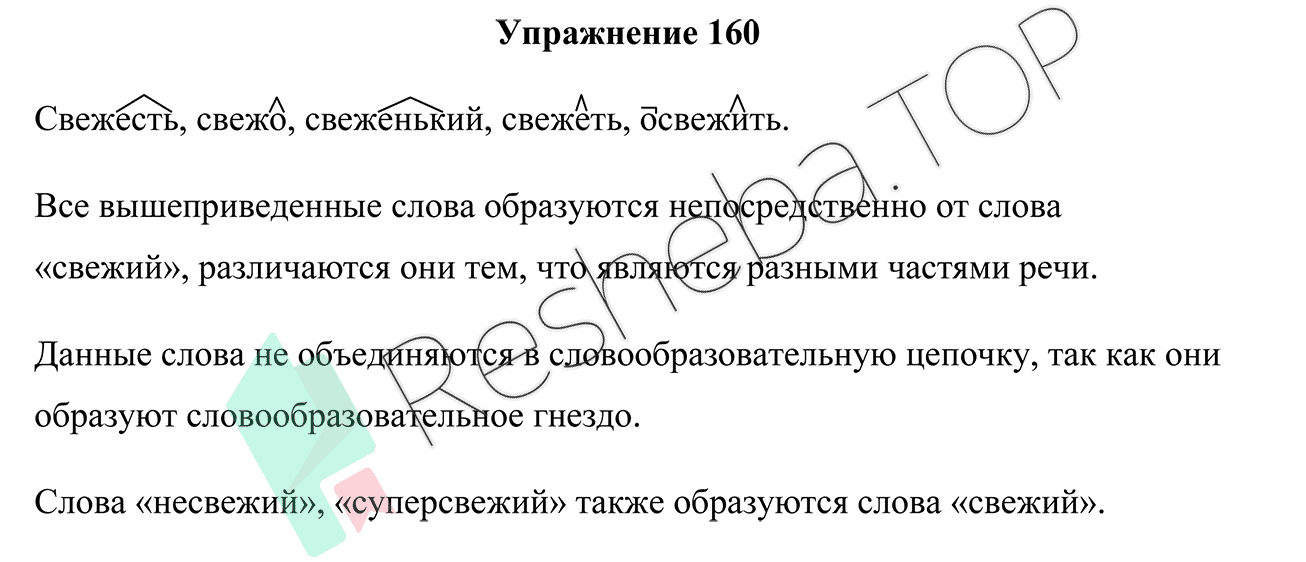 Упражнение 160
Свежесть, свежо, свеженький, свежеть, освежить.
Все вышеприведенные слова образуются непосредственно от слова
«свежий», различаются они тем, что являются разными частями речи.
Данные слова не объединяются в словообразовательную цепочку, так как они
образуют словообразовательное гнездо.
Слова «несвежий», «суперсвежий» также образуются слова «свежий».
Resheba.TOP